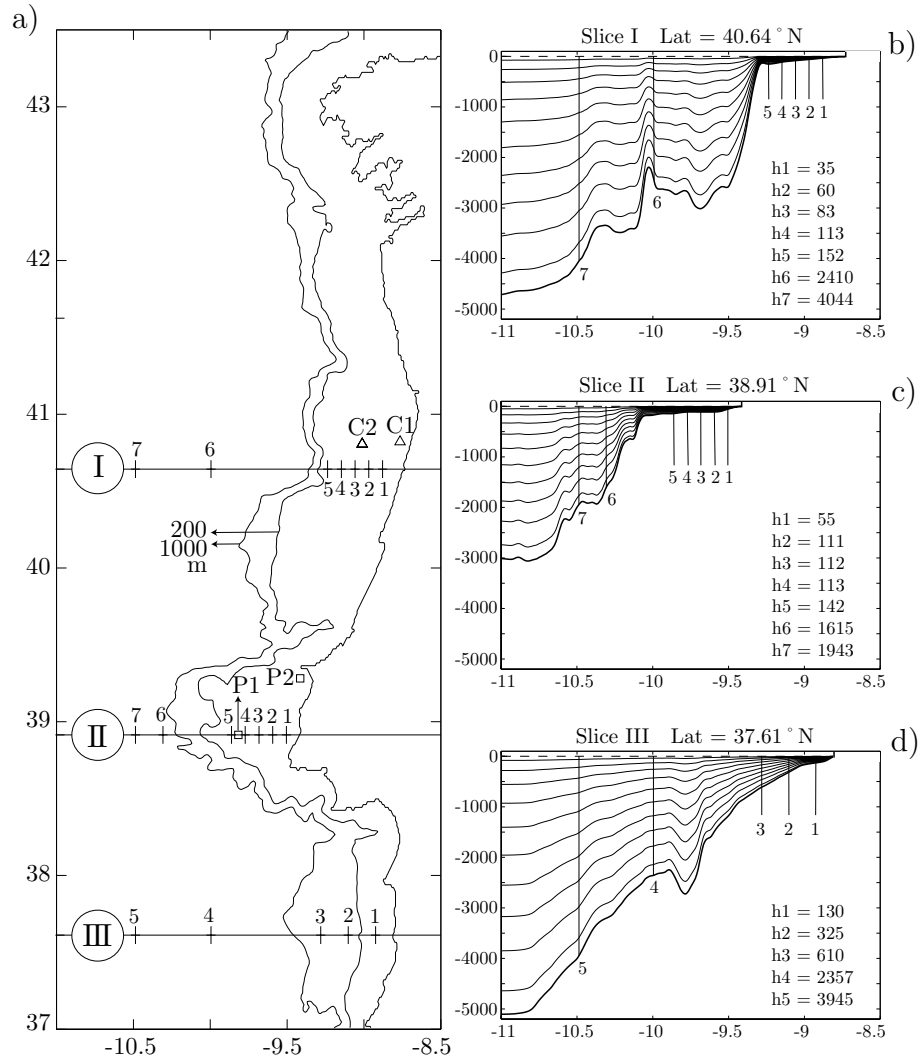 a)
43
42
41
40
39
38
37
-10.5
-10
-9.5
-9
-8.5
C2
C1
I
7
6
5
4
3
2
1
200
1000
m
P1
P2
II
7
6
5
4
3
2
1
III
5
4
3
2
1
b)
Slice I Lat = 40.64 ° N
0
-1000
-2000
-3000
-4000
-5000
-11
-10.5
-10
-9.5
-9
-8.5
5 4 3 2 1
6
7
h1 = 35
h2 = 60
h3 = 83
h4 = 113
h5 = 152
h6 = 2410
h7 = 4044
c)
Slice II Lat = 38.91 ° N
0
-1000
-2000
-3000
-4000
-5000
-11
-10.5
-10
-9.5
-9
-8.5
5 4 3 2 1
6
7
h1 = 55
h2 = 111
h3 = 112
h4 = 113
h5 = 142
h6 = 1615
h7 = 1943
d)
Slice III Lat = 37.61 ° N
0
-1000
-2000
-3000
-4000
-5000
-11
-10.5
-10
-9.5
-9
-8.5
3 2 1
4
5
h1 = 130
h2 = 325
h3 = 610
h4 = 2357
h5 = 3945